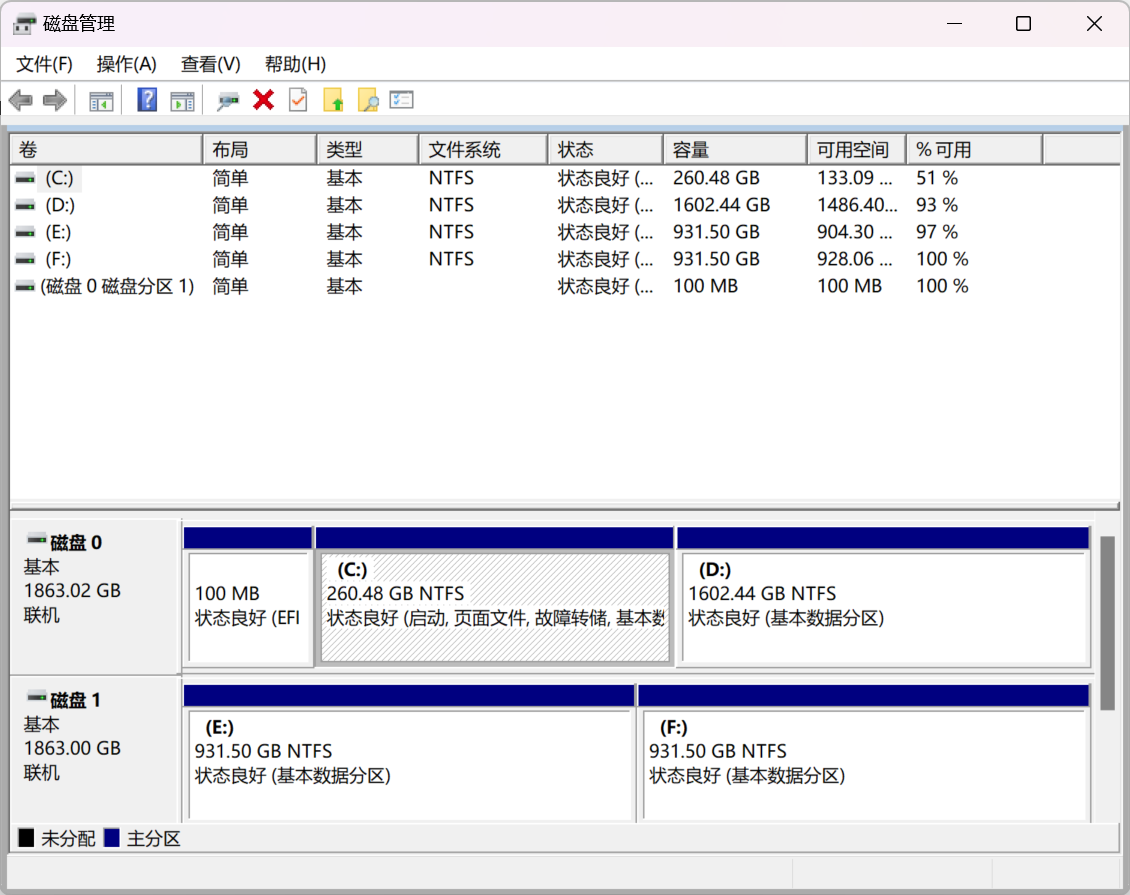 磁盘管理
文件(F) 操作(A) 查看(V) 帮助(H)
卷 布局 类型 文件系统 状态 容量 可用空间 % 可用
(C:) 简单 基本 NTFS 状态良好 (... 260.48 GB 133.09 ... 51 %
(D:) 简单 基本 NTFS 状态良好 (... 1602.44 GB 1486.40... 93 %
(E:) 简单 基本 NTFS 状态良好 (... 931.50 GB 904.30 ... 97 %
(F:) 简单 基本 NTFS 状态良好 (... 931.50 GB 928.06 ... 100 %
(磁盘 0 磁盘分区 1) 简单 基本 状态良好 (... 100 MB 100 MB 100 %
磁盘 0
基本
1863.02 GB
联机
100 MB
状态良好 (EFI
(C:)
260.48 GB NTFS
状态良好 (启动, 页面文件, 故障转储, 基本数
(D:)
1602.44 GB NTFS
状态良好 (基本数据分区)
磁盘 1
基本
1863.00 GB
联机
(E:)
931.50 GB NTFS
状态良好 (基本数据分区)
(F:)
931.50 GB NTFS
状态良好 (基本数据分区)
未分配 主分区